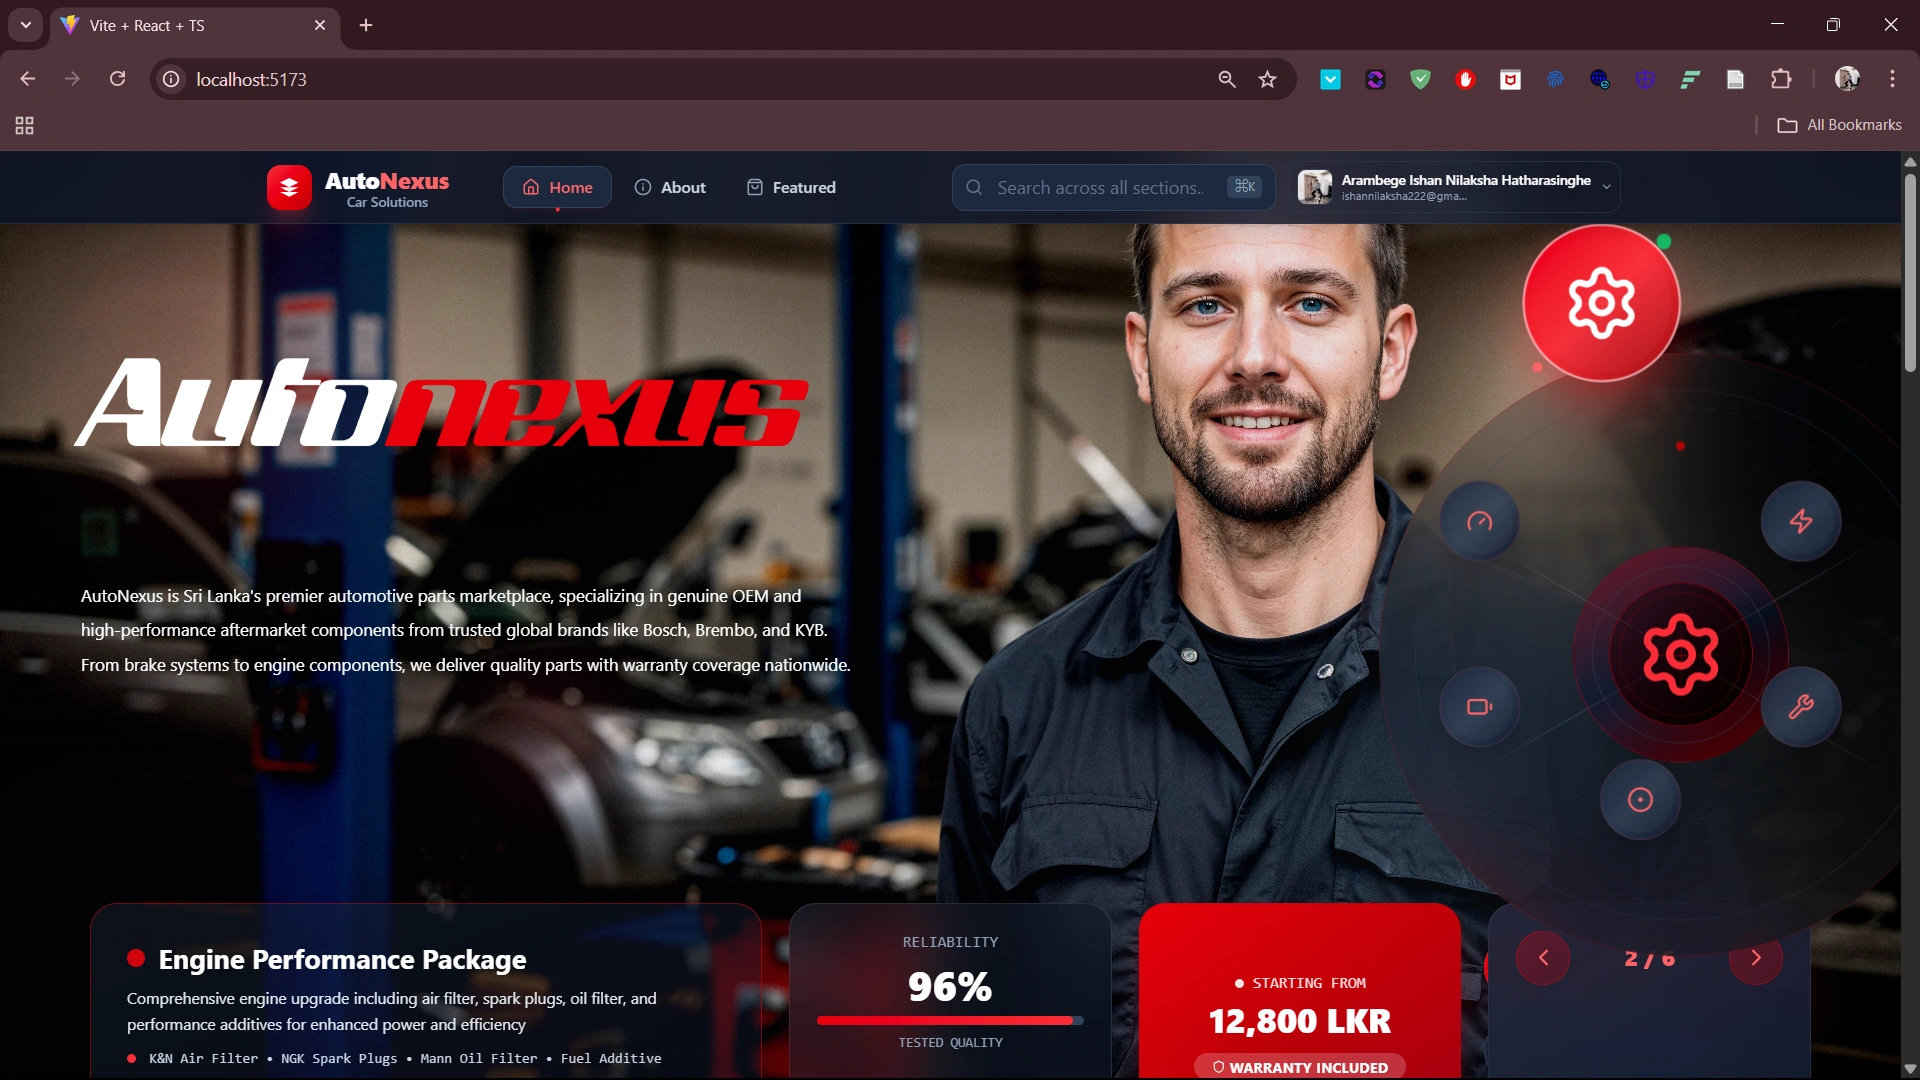 Vite + React + TS
localhost:5173
All Bookmarks
AutoNexus
Car Solutions
Home
About
Featured
Search across all sections..
⌘K
Arambege Ishan Nilaksha Hatharasinghe
ishannilaksha222@gma...
Autonexus
AutoNexus is Sri Lanka's premier automotive parts marketplace, specializing in genuine OEM and
high-performance aftermarket components from trusted global brands like Bosch, Brembo, and KYB.
From brake systems to engine components, we deliver quality parts with warranty coverage nationwide.
Engine Performance Package
Comprehensive engine upgrade including air filter, spark plugs, oil filter, and
performance additives for enhanced power and efficiency
K&N Air Filter • NGK Spark Plugs • Mann Oil Filter • Fuel Additive
RELIABILITY
96%
TESTED QUALITY
STARTING FROM
12,800 LKR
WARRANTY INCLUDED
2 / 6